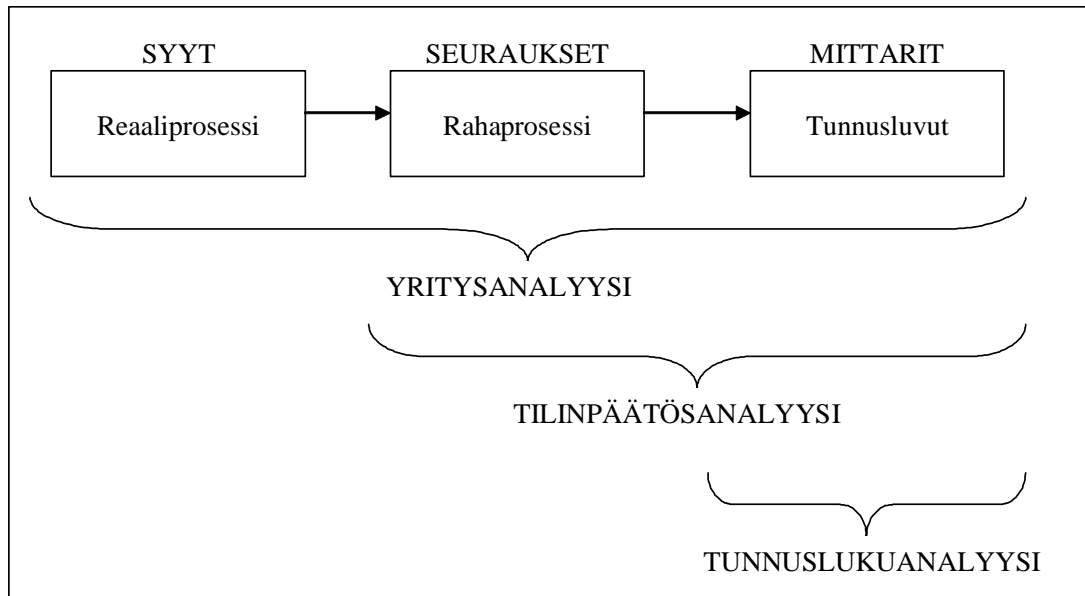 SYYT SEURAUKSET MITTARIT
Reaaliprosessi Rahaprosessi Tunnusluvut
YRITYSANALYYSI
TILINPÄÄTÖSANALYYSI
TUNNUSLUKUANALYYSI